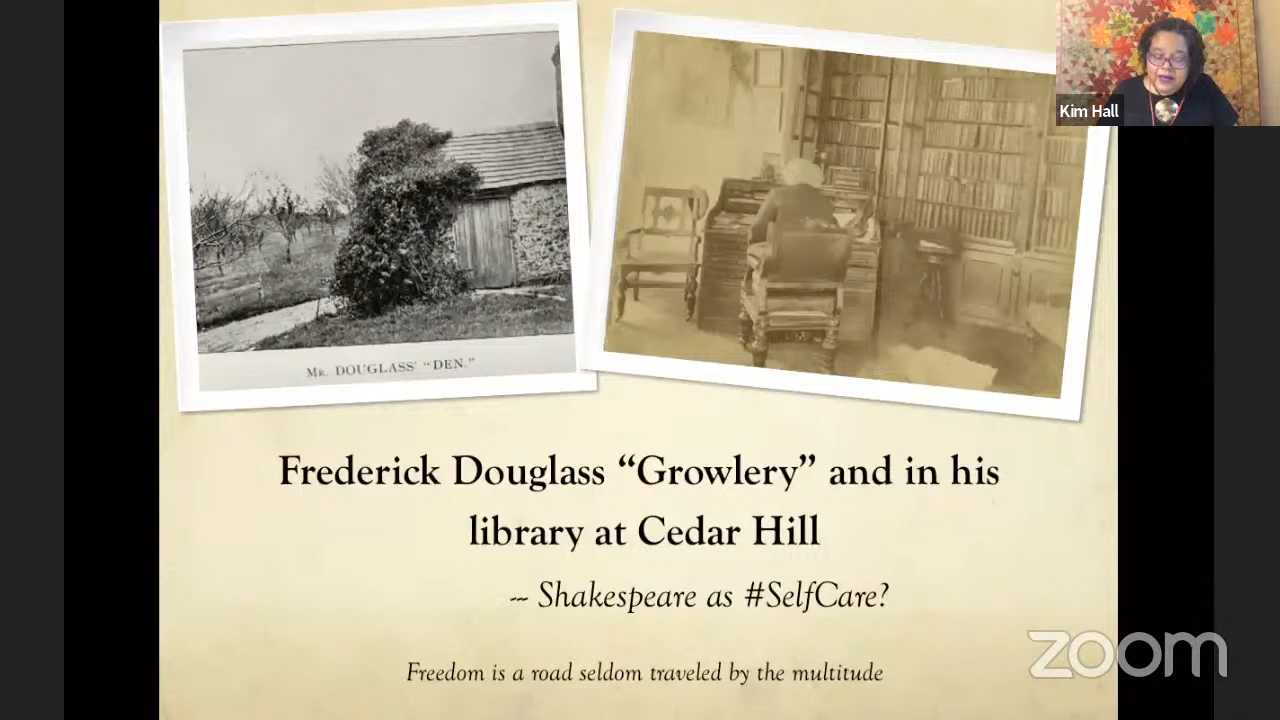 Kim Hall
MR. DOUGLASS' "DEN."
Frederick Douglass “Growlery” and in his
library at Cedar Hill
-- Shakespeare as #SelfCare?
Freedom is a road seldom traveled by the multitude
zoom